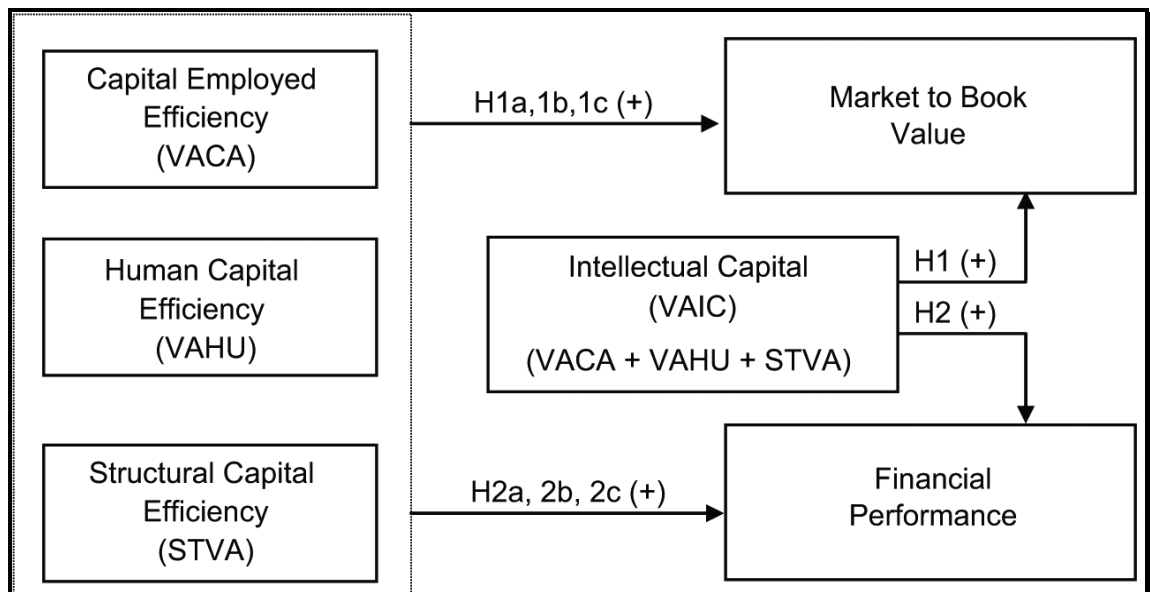 Capital Employed
Efficiency
(VACA)
H1a,1b,1c (+)
Market to Book
Value
Human Capital
Efficiency
(VAHU)
Intellectual Capital
(VAIC)
(VACA + VAHU + STVA)
H1 (+)
H2 (+)
Structural Capital
Efficiency
(STVA)
H2a, 2b, 2c (+)
Financial
Performance